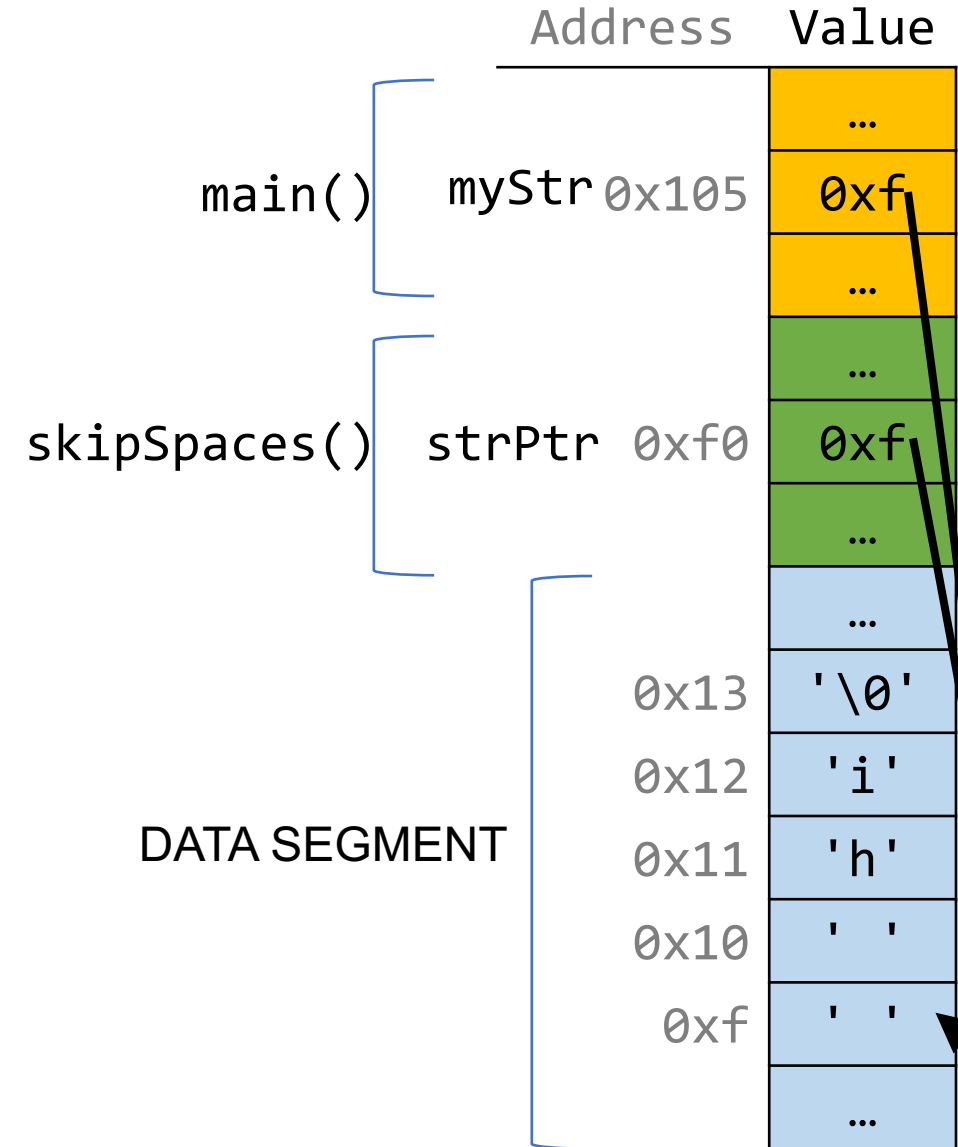 Address Value
…
main() myStr 0x105 0xf
…
…
skipSpaces() strPtr 0xf0 0xf
…
…
0x13 '\0'
0x12 'i'
DATA SEGMENT 0x11 'h'
0x10 ' '
0xf ' '
…